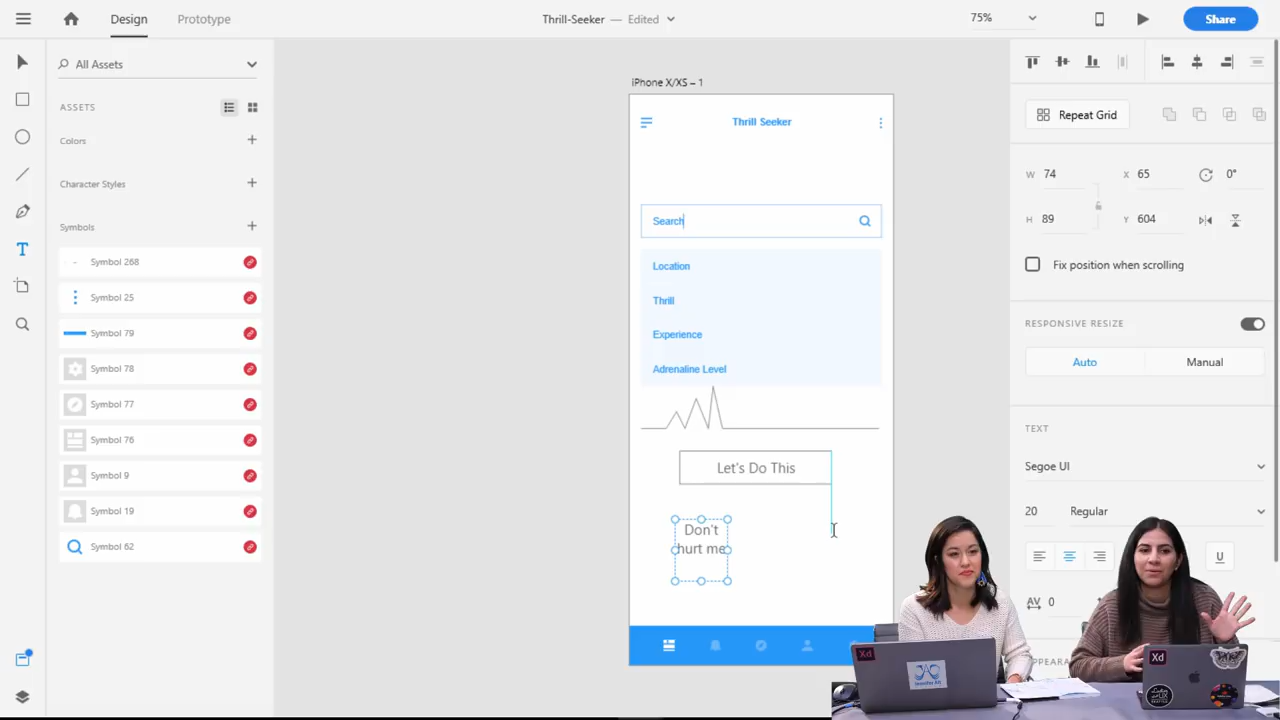 Design
Prototype
Thrill-Seeker — Edited
75%
Share
All Assets
ASSETS
Colors
Character Styles
Symbols
Symbol 268
Symbol 25
Symbol 79
Symbol 78
Symbol 77
Symbol 76
Symbol 9
Symbol 19
Symbol 62
iPhone X/XS – 1
Thrill Seeker
Search
Location
Thrill
Experience
Adrenaline Level
Let's Do This
Don't
hurt me
Repeat Grid
W 74 X 65 0°
H 89 Y 604
Fix position when scrolling
RESPONSIVE RESIZE
Auto Manual
TEXT
Segoe UI
20 Regular
U
AV 0
Xd
Xd